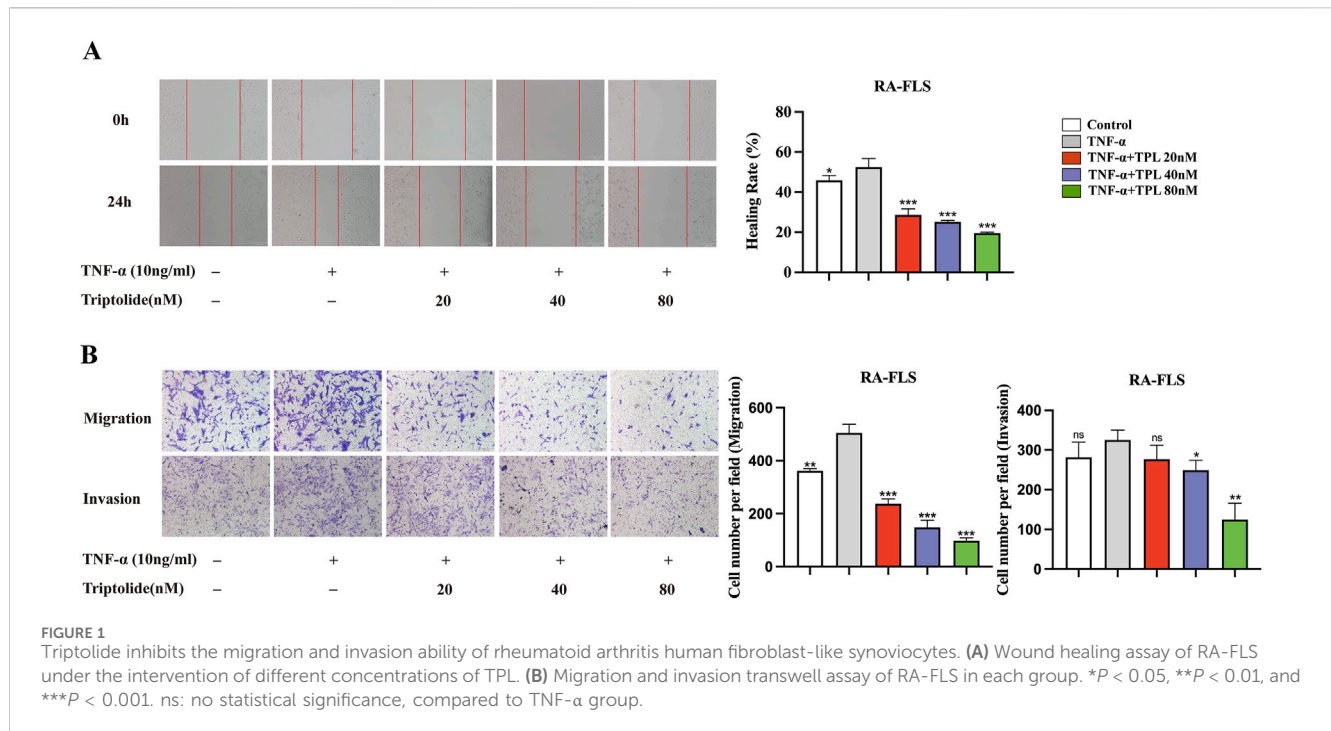 A
0h
24h
TNF-α (10ng/ml) – + + + +
Triptolide(nM) – – 20 40 80
RA-FLS
Healing Rate (%)
80
60
40
20
0
*
***
***
***
Control
TNF-α
TNF-α+TPL 20nM
TNF-α+TPL 40nM
TNF-α+TPL 80nM
B
Migration
Invasion
TNF-α (10ng/ml) – + + + +
Triptolide(nM) – – 20 40 80
RA-FLS
Cell number per field (Migration)
600
400
200
0
**
***
***
***
RA-FLS
Cell number per field (Invasion)
400
300
200
100
0
ns
ns
*
**
FIGURE 1
Triptolide inhibits the migration and invasion ability of rheumatoid arthritis human fibroblast-like synoviocytes. (A) Wound healing assay of RA-FLS
under the intervention of different concentrations of TPL. (B) Migration and invasion transwell assay of RA-FLS in each group. *P < 0.05, **P < 0.01, and
***P < 0.001. ns: no statistical significance, compared to TNF-α group.